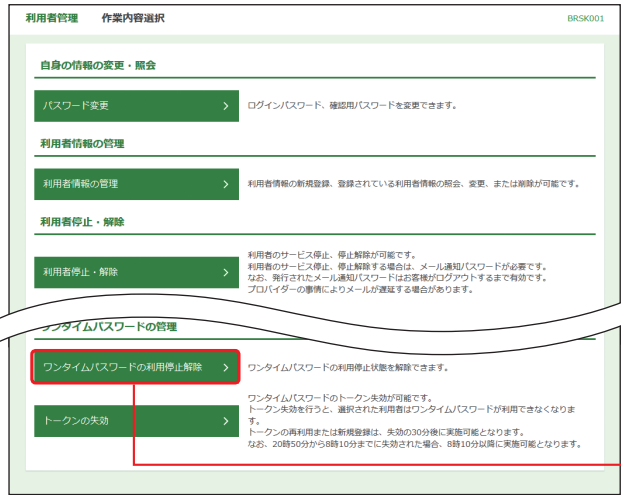 利用者管理 作業内容選択 BRSK001
自身の情報の変更・照会
パスワード変更 ログインパスワード、確認用パスワードを変更できます。
利用者情報の管理
利用者情報の管理 利用者情報の新規登録、登録されている利用者情報の照会、変更、または削除が可能です。
利用者停止・解除
利用者停止・解除
利用者のサービス停止、停止解除が可能です。
利用者のサービス停止、停止解除する場合は、メール通知パスワードが必要です。
なお、発行されたメール通知パスワードはお客様がログアウトするまで有効です。
プロバイダーの事情によりメールが遅延する場合があります。
ワンタイムパスワードの管理
ワンタイムパスワードの利用停止解除 ワンタイムパスワードの利用停止状態を解除できます。
トークンの失効
ワンタイムパスワードのトークン失効が可能です。
トークン失効を行うと、選択された利用者はワンタイムパスワードが利用できなくなりま
す。
トークンの再利用または新規登録は、失効の30分後に実施可能となります。
なお、20時50分から8時10分までに失効された場合、8時10分以降に実施可能となります。